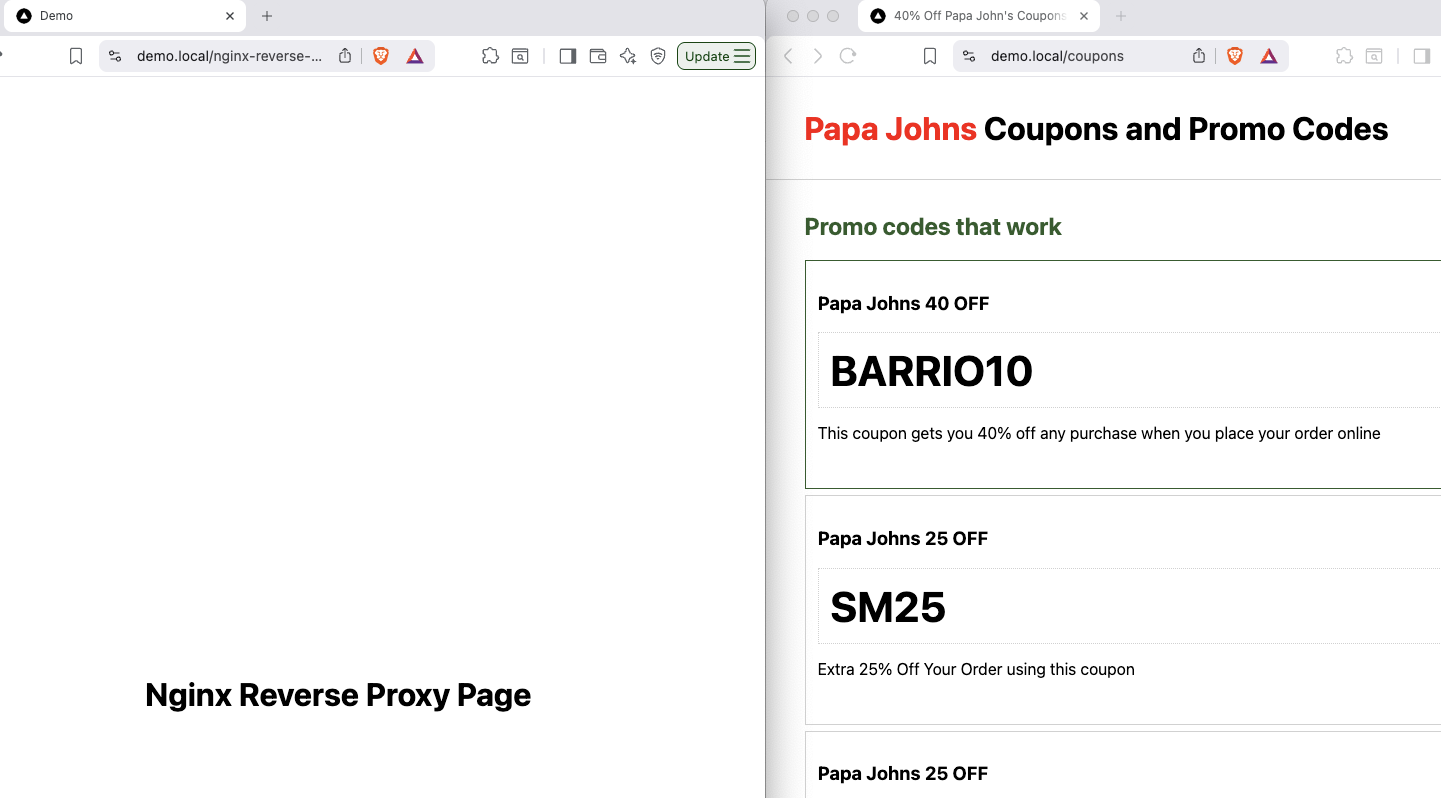 Demo
demo.local/nginx-reverse-...
Update
Nginx Reverse Proxy Page
40% Off Papa John's Coupons
demo.local/coupons
Papa Johns Coupons and Promo Codes
Promo codes that work
Papa Johns 40 OFF
BARRIO10
This coupon gets you 40% off any purchase when you place your order online
Papa Johns 25 OFF
SM25
Extra 25% Off Your Order using this coupon
Papa Johns 25 OFF